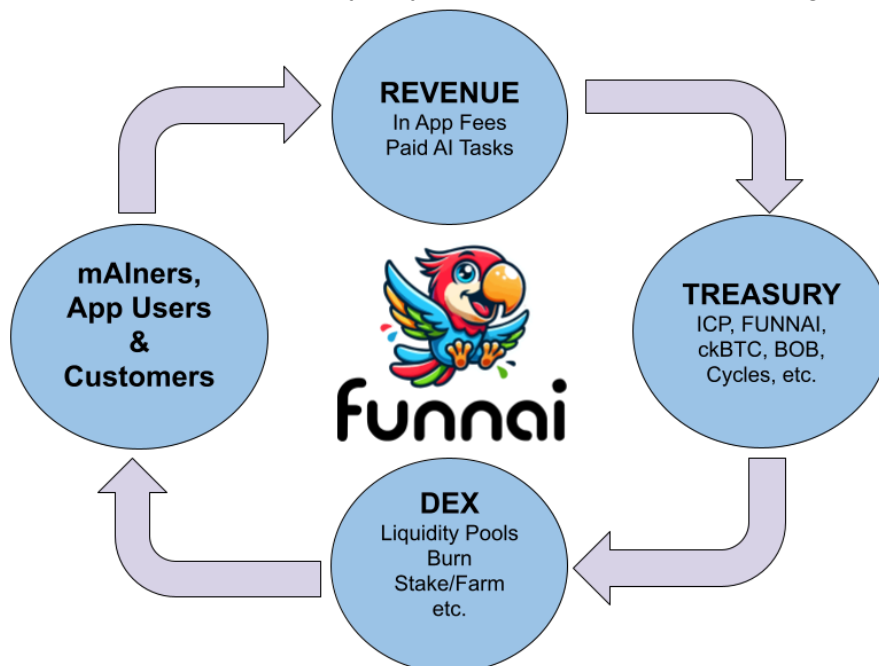 REVENUE
In App Fees
Paid AI Tasks
mAIners,
App Users
&
Customers
TREASURY
ICP, FUNNAI,
ckBTC, BOB,
Cycles, etc.
funnai
DEX
Liquidity Pools
Burn
Stake/Farm
etc.